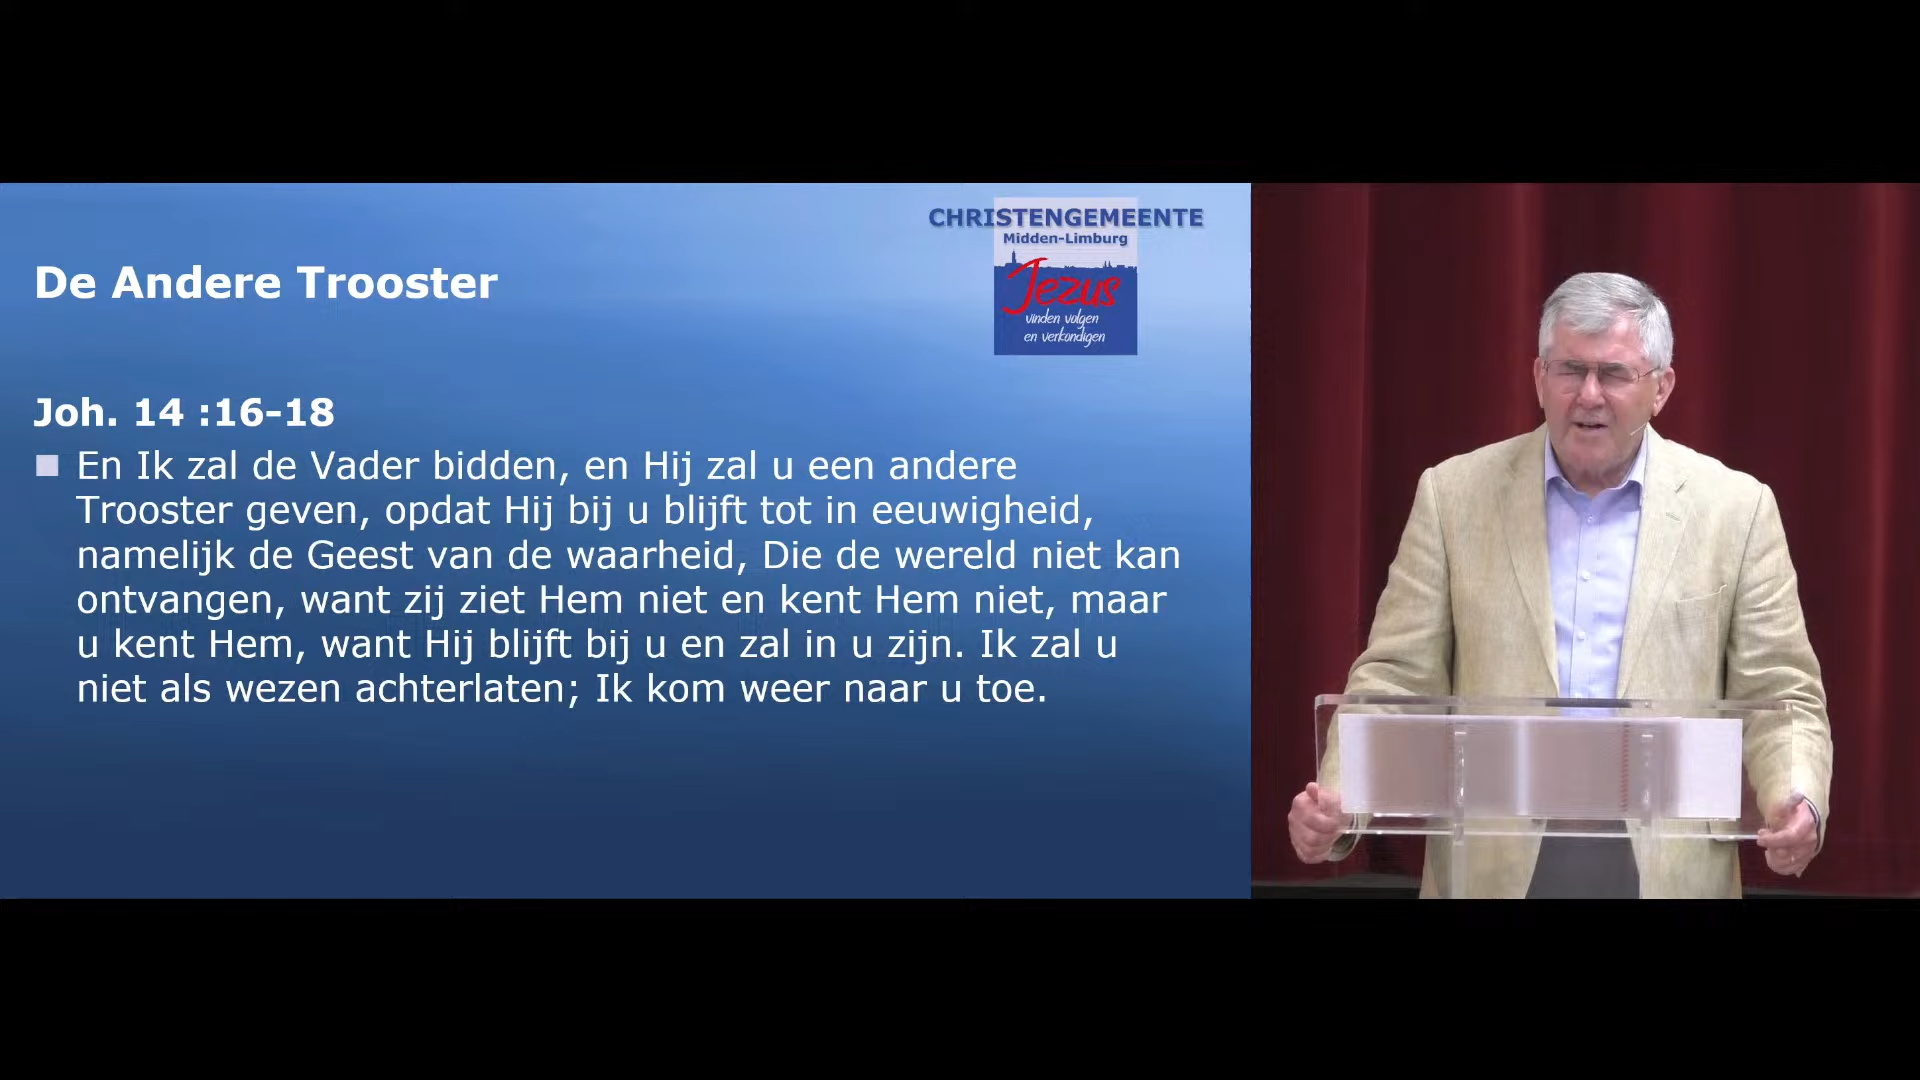 CHRISTENGEMEENTE
Midden-Limburg
Jezus
vinden volgen
en verkondigen
De Andere Trooster
Joh. 14 :16-18
En Ik zal de Vader bidden, en Hij zal u een andere
Trooster geven, opdat Hij bij u blijft tot in eeuwigheid,
namelijk de Geest van de waarheid, Die de wereld niet kan
ontvangen, want zij ziet Hem niet en kent Hem niet, maar
u kent Hem, want Hij blijft bij u en zal in u zijn. Ik zal u
niet als wezen achterlaten; Ik kom weer naar u toe.